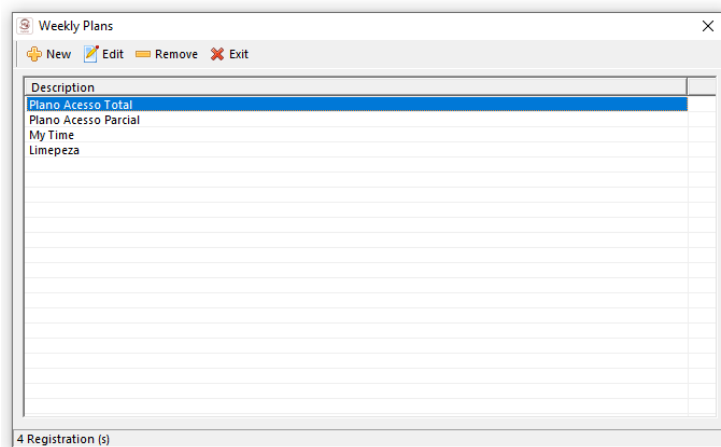 Weekly Plans
New Edit Remove Exit
Description
Plano Acesso Total
Plano Acesso Parcial
My Time
Limepeza
4 Registration (s)